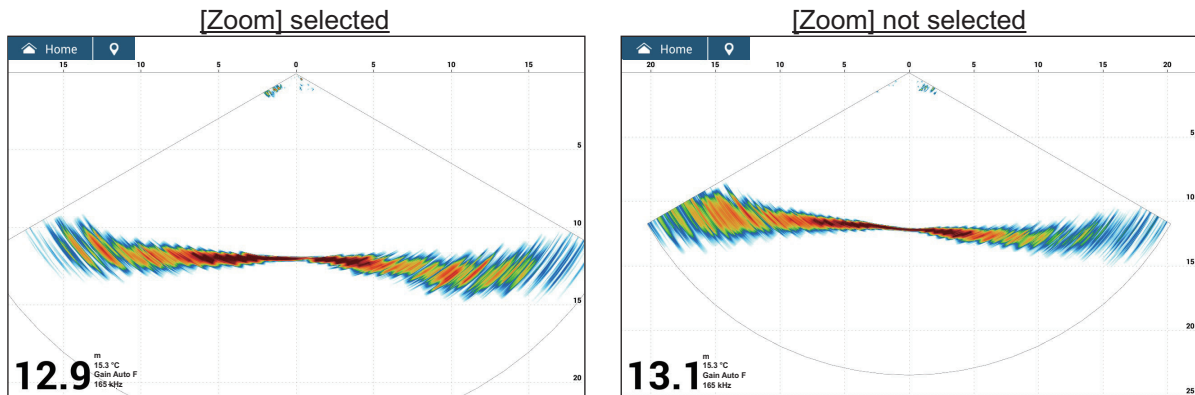 [Zoom] selected
Home
15 10 5 0 5 10 15
5
10
15
20
12.9
m
15.3 °C
Gain Auto F
165 kHz
[Zoom] not selected
Home
20 15 10 5 0 5 10 15 20
5
10
15
20
25
13.1
m
15.3 °C
Gain Auto F
165 kHz